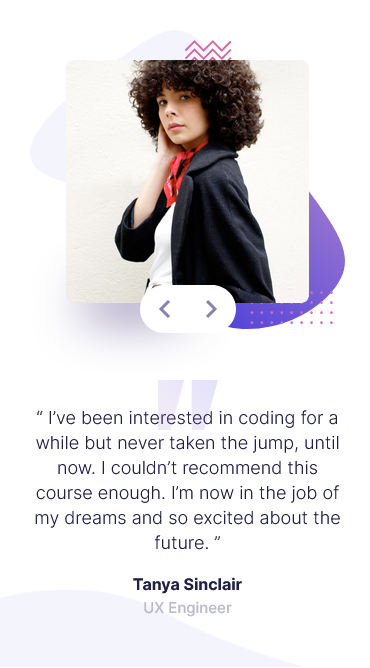 “ I’ve been interested in coding for a
while but never taken the jump, until
now. I couldn’t recommend this
course enough. I’m now in the job of
my dreams and so excited about the
future. ”
Tanya Sinclair
UX Engineer